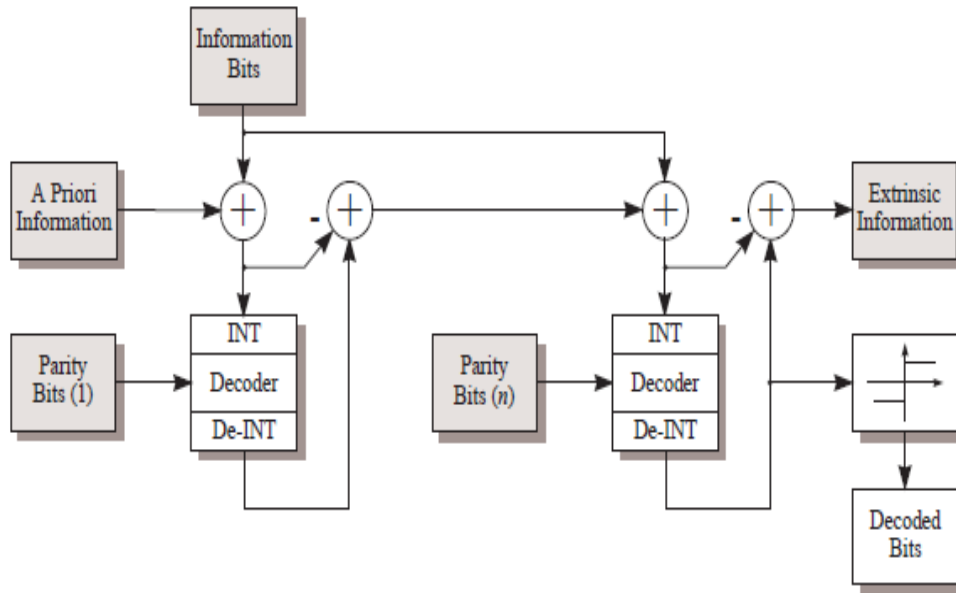 Information
Bits
A Priori
Information
+
-
+
+
-
+
Extrinsic
Information
Parity
Bits (1)
INT
Decoder
De-INT
Parity
Bits (n)
INT
Decoder
De-INT
Decoded
Bits